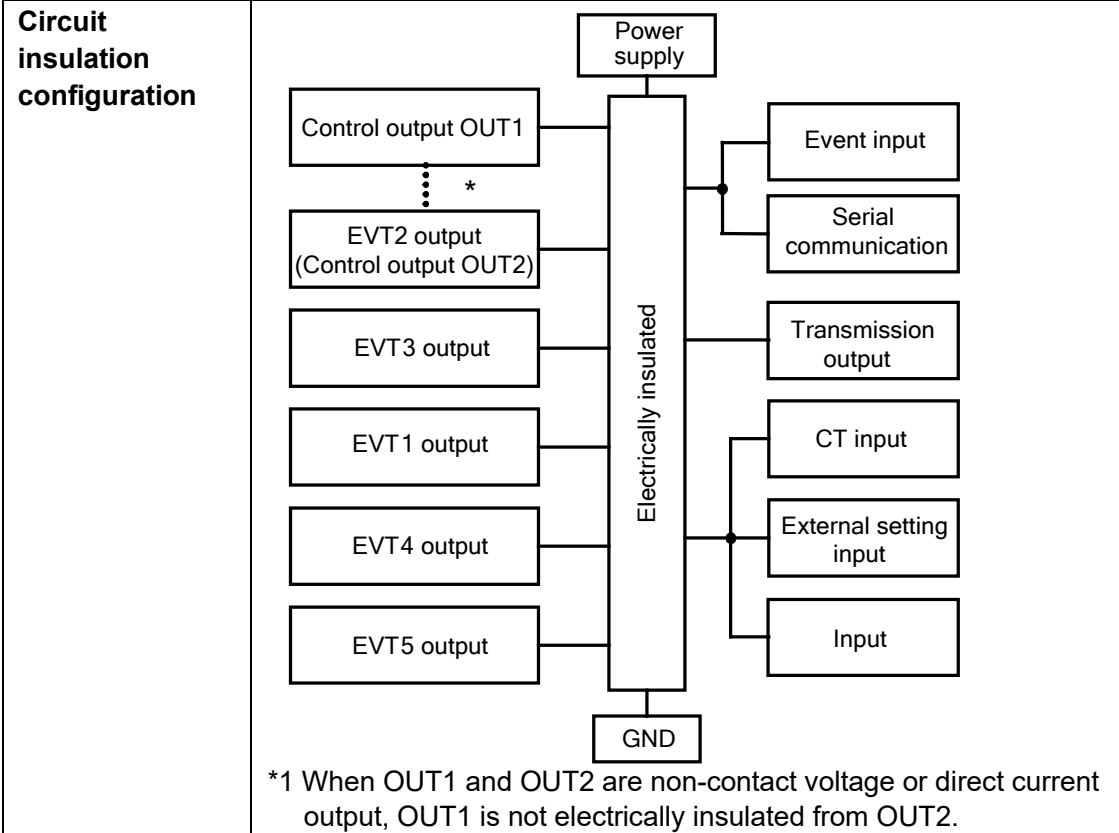 Circuit
insulation
configuration
Power
supply
Control output OUT1
*
EVT2 output
(Control output OUT2)
EVT3 output
EVT1 output
EVT4 output
EVT5 output
Electrically insulated
Event input
Serial
communication
Transmission
output
CT input
External setting
input
Input
GND
*1 When OUT1 and OUT2 are non-contact voltage or direct current
output, OUT1 is not electrically insulated from OUT2.